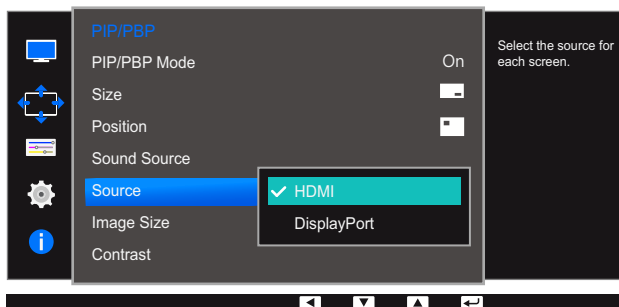 PIP/PBP
PIP/PBP Mode On
Size
Position
Sound Source
Source
HDMI
DisplayPort
Image Size
Contrast
Select the source for
each screen.